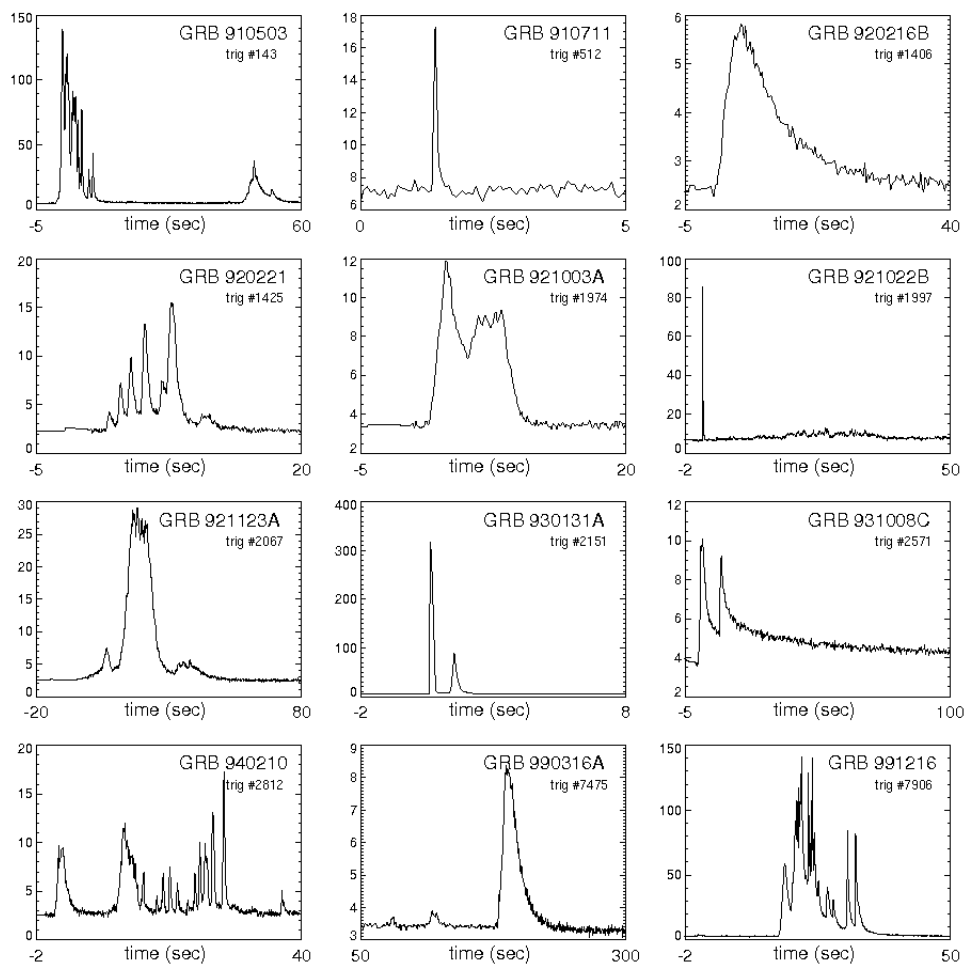 150
100
50
0
GRB 910503
trig #143
-5
time (sec)
60
18
16
14
12
10
8
6
GRB 910711
trig #512
0
time (sec)
5
6
5
4
3
2
GRB 920216B
trig #1406
-5
time (sec)
40
20
15
10
5
0
GRB 920221
trig #1425
-5
time (sec)
20
12
10
8
6
4
2
GRB 921003A
trig #1974
-5
time (sec)
20
100
80
60
40
20
0
GRB 921022B
trig #1997
-2
time (sec)
50
30
25
20
15
10
5
0
GRB 921123A
trig #2067
-20
time (sec)
80
400
300
200
100
0
GRB 930131A
trig #2151
-2
time (sec)
8
12
10
8
6
4
2
GRB 931008C
trig #2571
-5
time (sec)
100
20
15
10
5
0
GRB 940210
trig #2812
-2
time (sec)
40
9
8
7
6
5
4
3
GRB 990316A
trig #7475
50
time (sec)
300
150
100
50
0
GRB 991216
trig #7906
-2
time (sec)
50